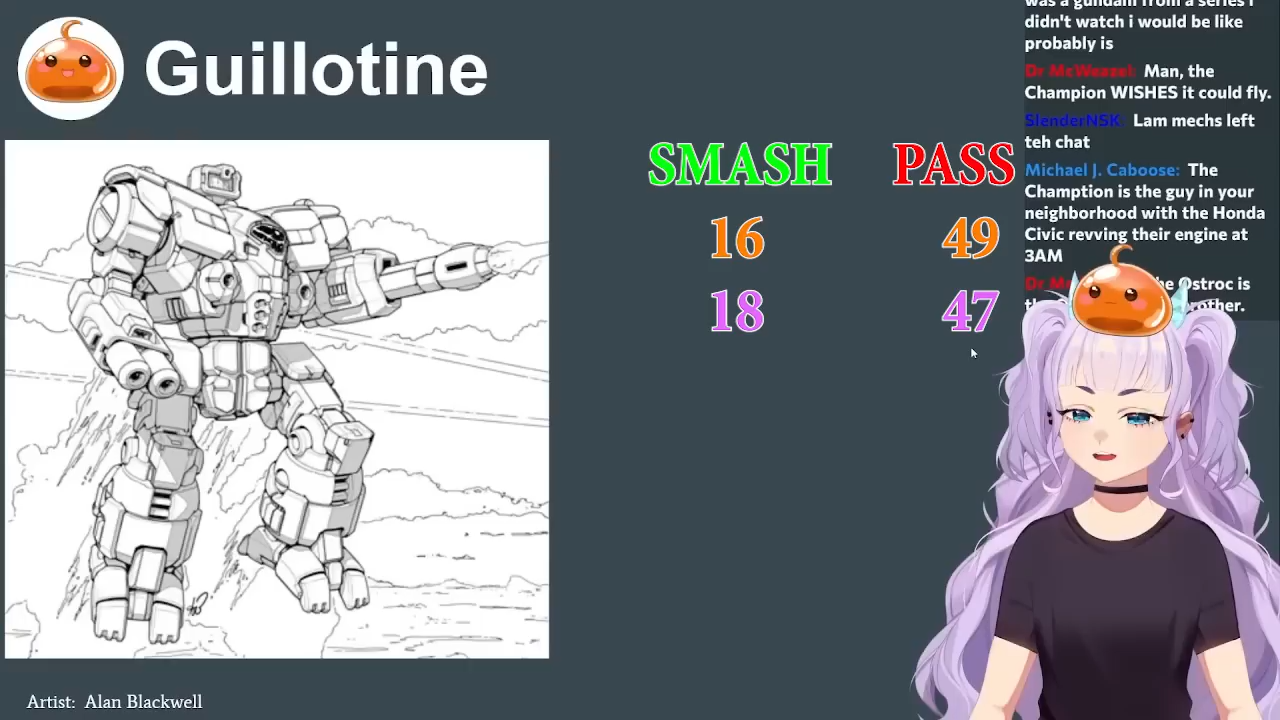 Guillotine
SMASH PASS
16 49
18 47
Artist: Alan Blackwell
didn't watch i would be like
probably is
Dr McWeazel: Man, the
Champion WISHES it could fly.
SlenderNSK: Lam mechs left
teh chat
Michael J. Caboose: The
Chamption is the guy in your
neighborhood with the Honda
Civic revving their engine at
3AM
Ostroc is